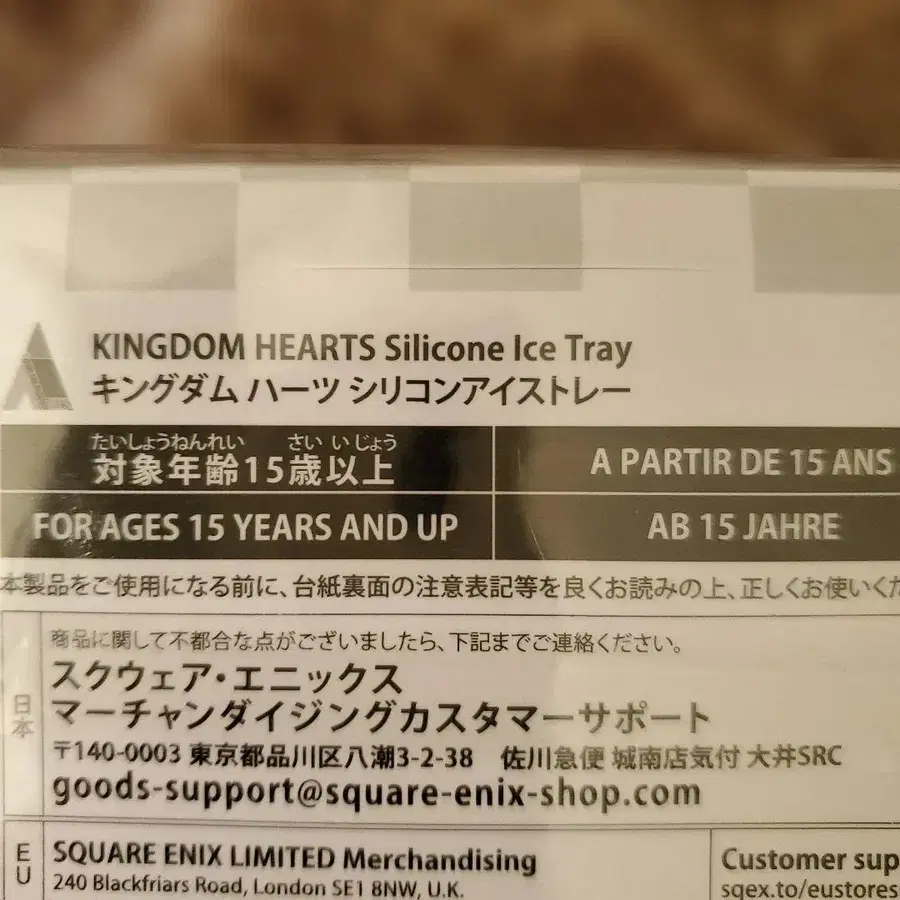 KINGDOM HEARTS Silicone Ice Tray
キングダム ハーツ シリコンアイストレー
たいしょうねんれい さい いじょう
対象年齢15歳以上
A PARTIR DE 15 ANS
FOR AGES 15 YEARS AND UP
AB 15 JAHRE
本製品をご使用になる前に、台紙裏面の注意表記等を良くお読みの上、正しくお使いくだ
日本
商品に関して不都合な点がございましたら、下記までご連絡ください。
スクウェア・エニックス
マーチャンダイジングカスタマーサポート
〒140-0003 東京都品川区八潮3-2-38 佐川急便 城南店気付 大井SRC
goods-support@square-enix-shop.com
EU
SQUARE ENIX LIMITED Merchandising
240 Blackfriars Road, London SE1 8NW, U.K.
Customer sup
sqex.to/eustores